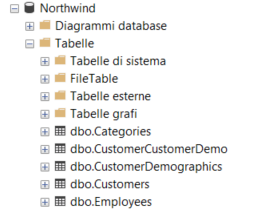 Northwind
Diagrammi database
Tabelle
Tabelle di sistema
FileTable
Tabelle esterne
Tabelle grafi
dbo.Categories
dbo.CustomerCustomerDemo
dbo.CustomerDemographics
dbo.Customers
dbo.Employees